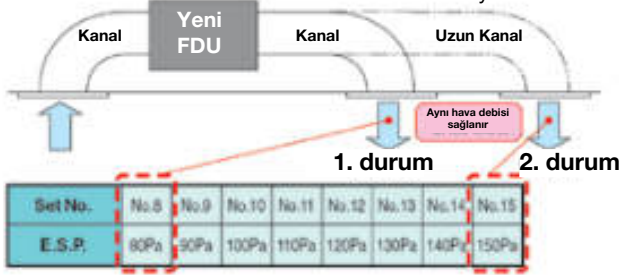 Yeni
FDU
Kanal
Kanal
Uzun Kanal
Aynı hava debisi
sağlanır
1. durum
2. durum
Set No. No.8 No.9 No.10 No.11 No.12 No.13 No.14 No.15
E.S.P. 80Pa 90Pa 100Pa 110Pa 120Pa 130Pa 140Pa 150Pa